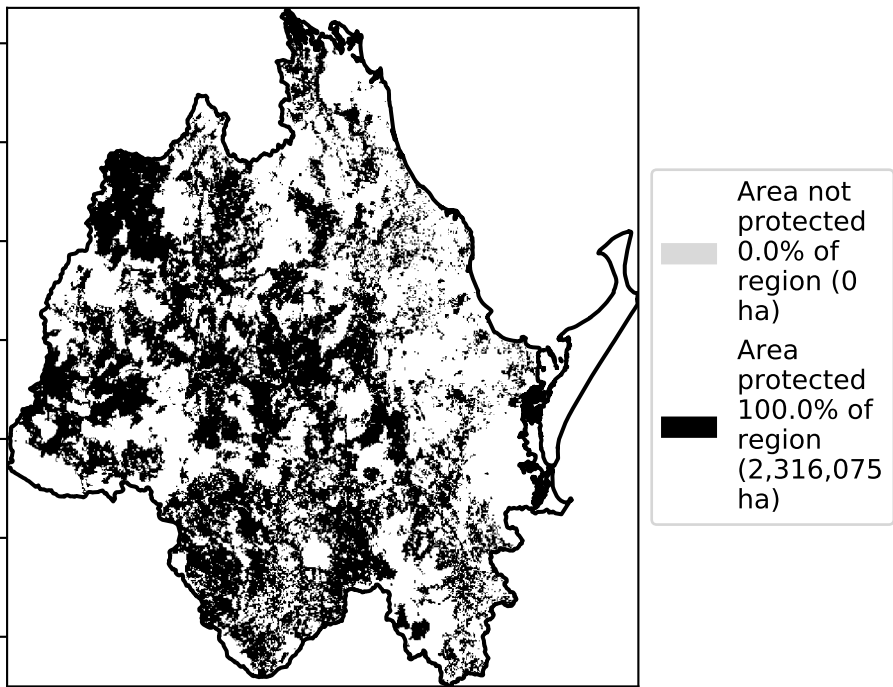 Area not
protected
0.0% of
region (0
ha)
Area
protected
100.0% of
region
(2,316,075
ha)